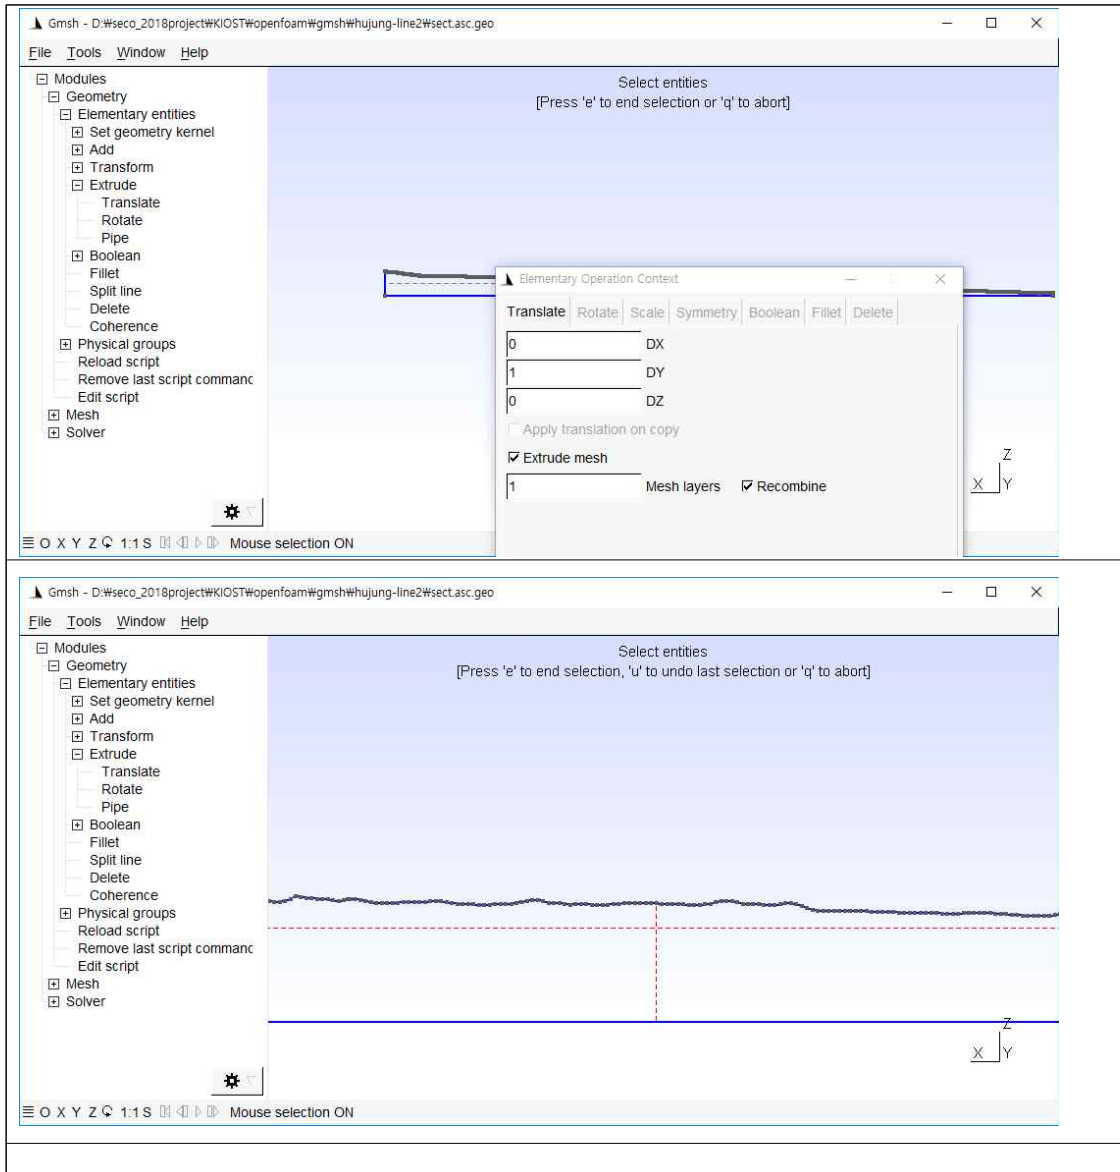 Gmsh - D:₩seco_2018project₩KIOST₩openfoam₩gmsh₩hujung-line2₩sect.asc.geo
File Tools Window Help
Modules
Geometry
Elementary entities
Set geometry kernel
Add
Transform
Extrude
Translate
Rotate
Pipe
Boolean
Fillet
Split line
Delete
Coherence
Physical groups
Reload script
Remove last script commanc
Edit script
Mesh
Solver
O X Y Z 1:1 S Mouse selection ON
Select entities
[Press 'e' to end selection or 'q' to abort]
Elementary Operation Context
Translate Rotate Scale Symmetry Boolean Fillet Delete
0 DX
1 DY
0 DZ
Apply translation on copy
Extrude mesh
1 Mesh layers Recombine
Z
X Y
Gmsh - D:₩seco_2018project₩KIOST₩openfoam₩gmsh₩hujung-line2₩sect.asc.geo
File Tools Window Help
Modules
Geometry
Elementary entities
Set geometry kernel
Add
Transform
Extrude
Translate
Rotate
Pipe
Boolean
Fillet
Split line
Delete
Coherence
Physical groups
Reload script
Remove last script commanc
Edit script
Mesh
Solver
O X Y Z 1:1 S Mouse selection ON
Select entities
[Press 'e' to end selection, 'u' to undo last selection or 'q' to abort]
Z
X Y